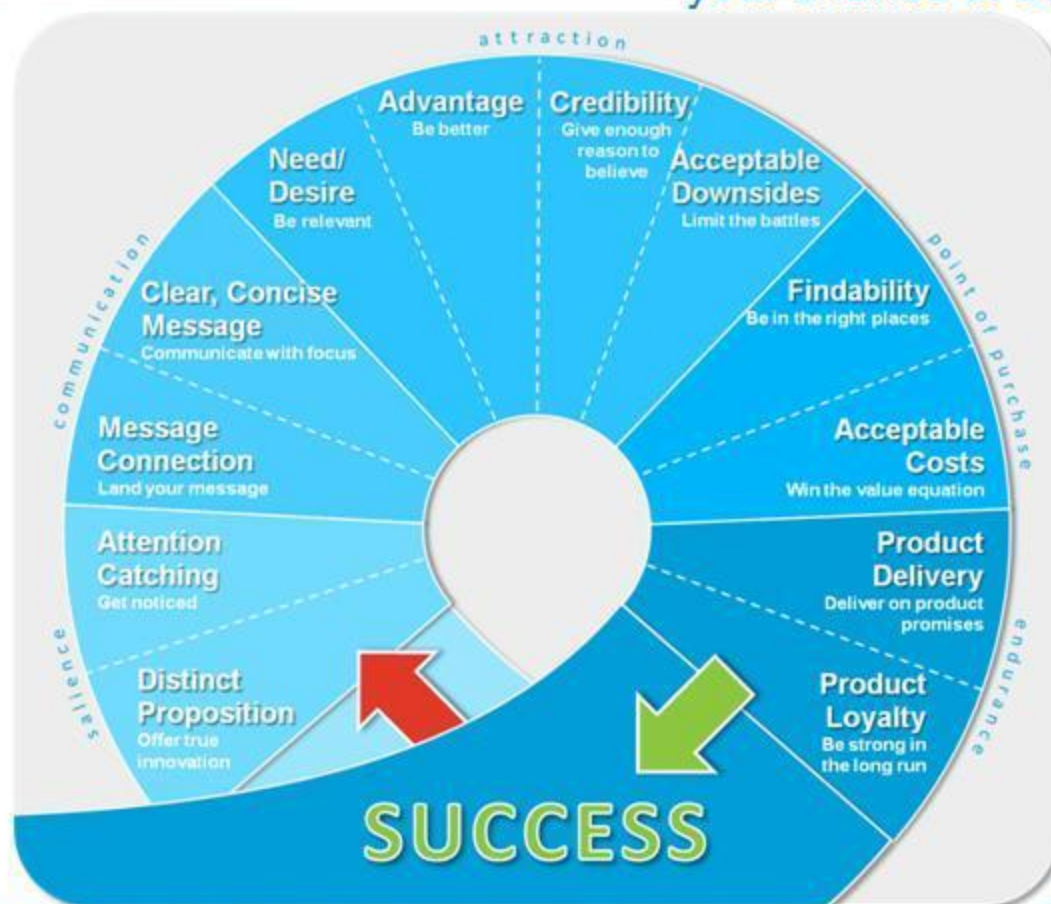 attraction
Advantage
Be better
Credibility
Give enough
reason to
believe
Need/
Desire
Be relevant
Acceptable
Downsides
Limit the battles
communication
Clear, Concise
Message
Communicate with focus
point of purchase
Findability
Be in the right places
Message
Connection
Land your message
Acceptable
Costs
Win the value equation
Attention
Catching
Get noticed
Product
Delivery
Deliver on product
promises
salience
Distinct
Proposition
Offer true
innovation
endurance
Product
Loyalty
Be strong in
the long run
SUCCESS